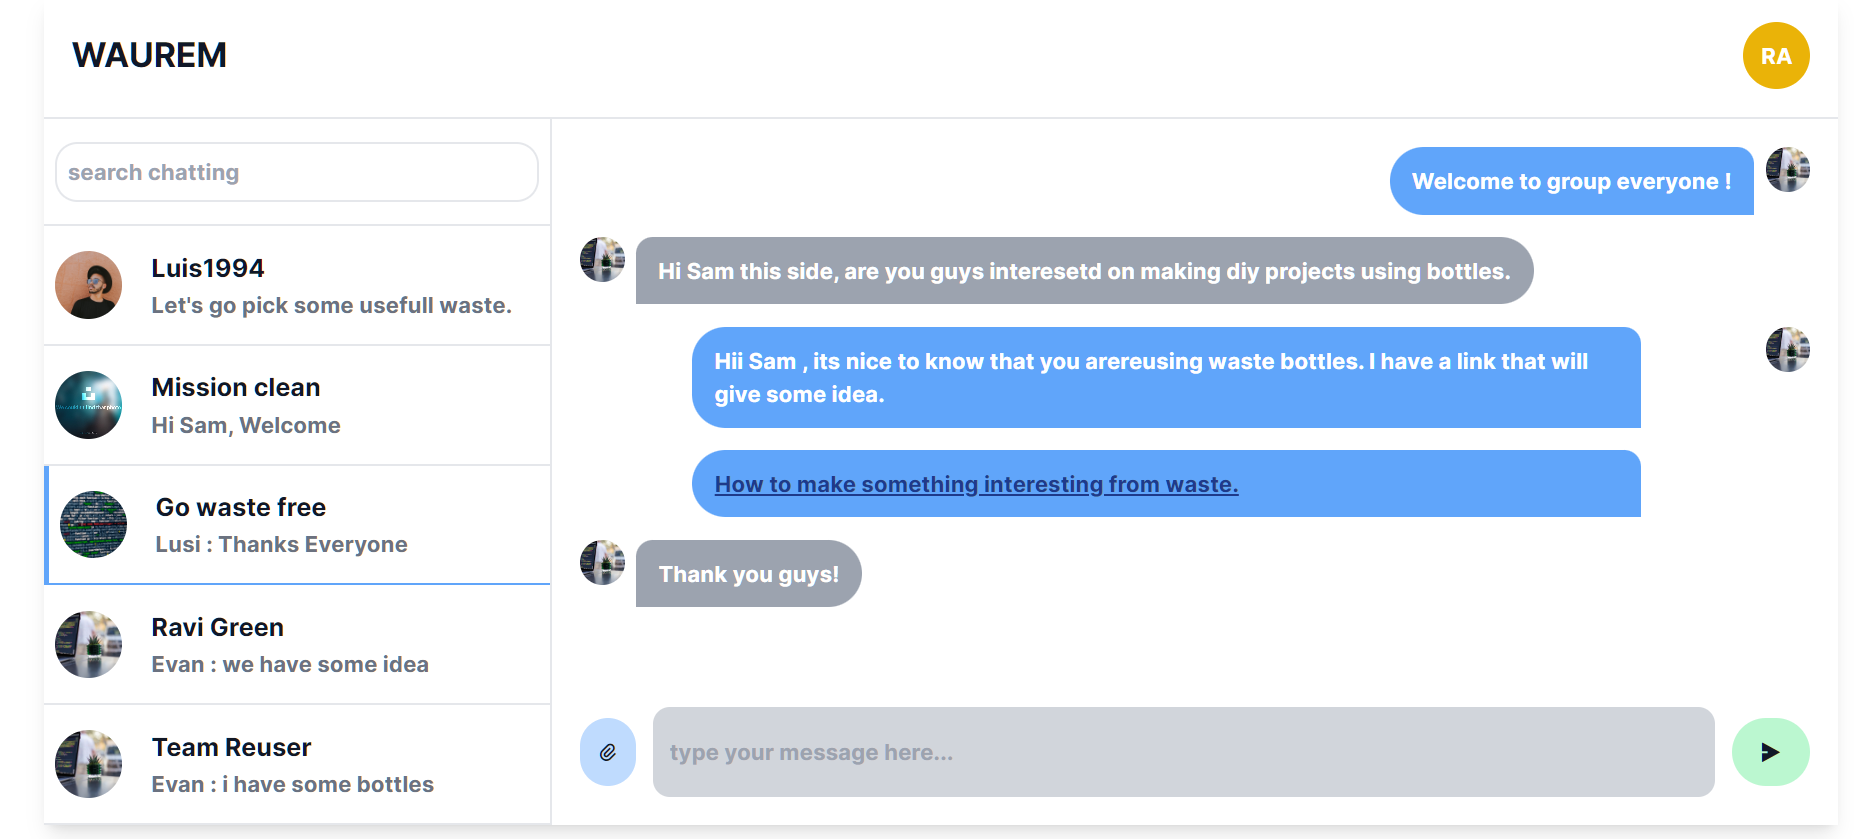 WAUREM
RA
search chatting
Luis1994
Let's go pick some usefull waste.
Mission clean
Hi Sam, Welcome
Go waste free
Lusi : Thanks Everyone
Ravi Green
Evan : we have some idea
Team Reuser
Evan : i have some bottles
Welcome to group everyone !
Hi Sam this side, are you guys interesetd on making diy projects using bottles.
Hii Sam , its nice to know that you arereusing waste bottles. I have a link that will
give some idea.
How to make something interesting from waste.
Thank you guys!
type your message here...